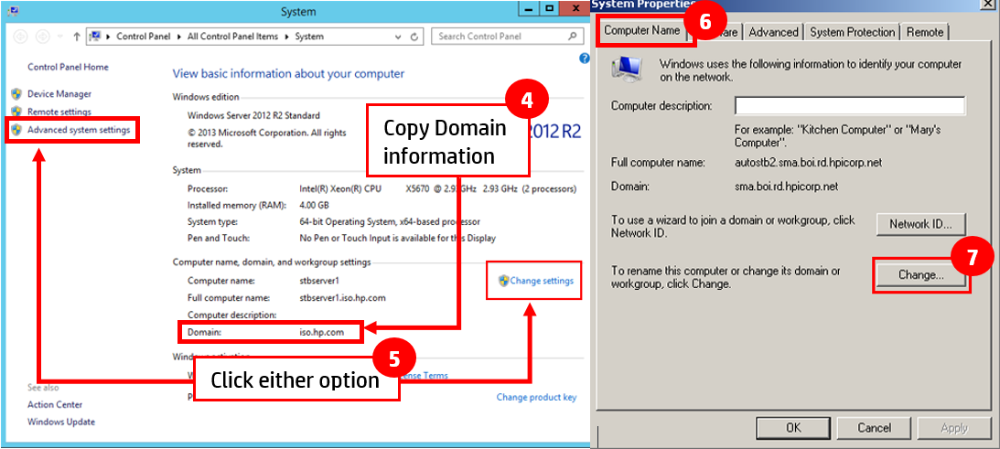 System
Control Panel
All Control Panel Items
System
Search Control Panel
Control Panel Home
Device Manager
Remote settings
Advanced system settings
View basic information about your computer
Windows edition
Windows Server 2012 R2 Standard
© 2013 Microsoft Corporation. All rights
reserved.
2012 R2
4
Copy Domain
information
System
Processor: Intel(R) Xeon(R) CPU X5670 @ 2.93 GHz 2.93 GHz (2 processors)
Installed memory (RAM): 4.00 GB
System type: 64-bit Operating System, x64-based processor
Pen and Touch: No Pen or Touch Input is available for this Display
Computer name, domain, and workgroup settings
Computer name: stbserver1
Change settings
Full computer name: stbserver1.iso.hp.com
Computer description:
Domain: iso.hp.com
5
Click either option
Terms
Change product key
See also
Action Center
Windows Update
System Properties
6
Computer Name
Advanced
System Protection
Remote
Windows uses the following information to identify your computer
on the network.
Computer description:
For example: "Kitchen Computer" or "Mary's
Computer".
Full computer name: autostb2.sma.boi.rd.hpicorp.net
Domain: sma.boi.rd.hpicorp.net
To use a wizard to join a domain or workgroup, click
Network ID.
Network ID...
7
To rename this computer or change its domain or
workgroup, click Change.
Change...
OK
Cancel
Apply